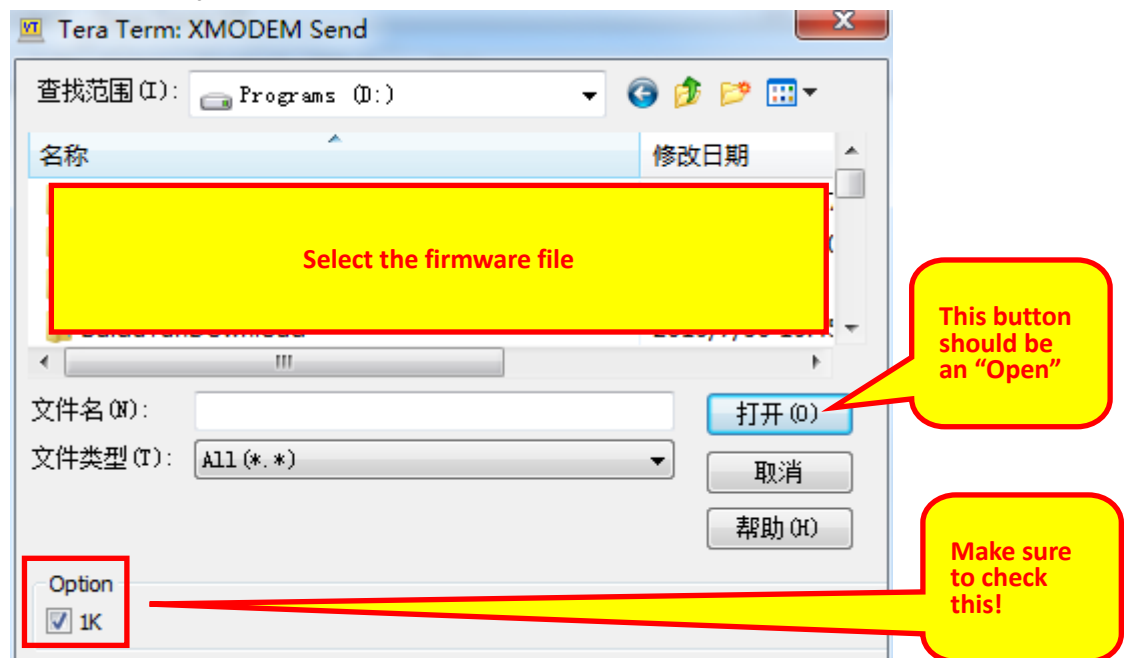 Tera Term: XMODEM Send
查找范围(I):
Programs (D:)
名称
修改日期
Select the firmware file
This button
should be
an “Open”
文件名(N):
打开(O)
文件类型(T):
All(*.*)
取消
帮助(H)
Make sure
to check
this!
Option
1K